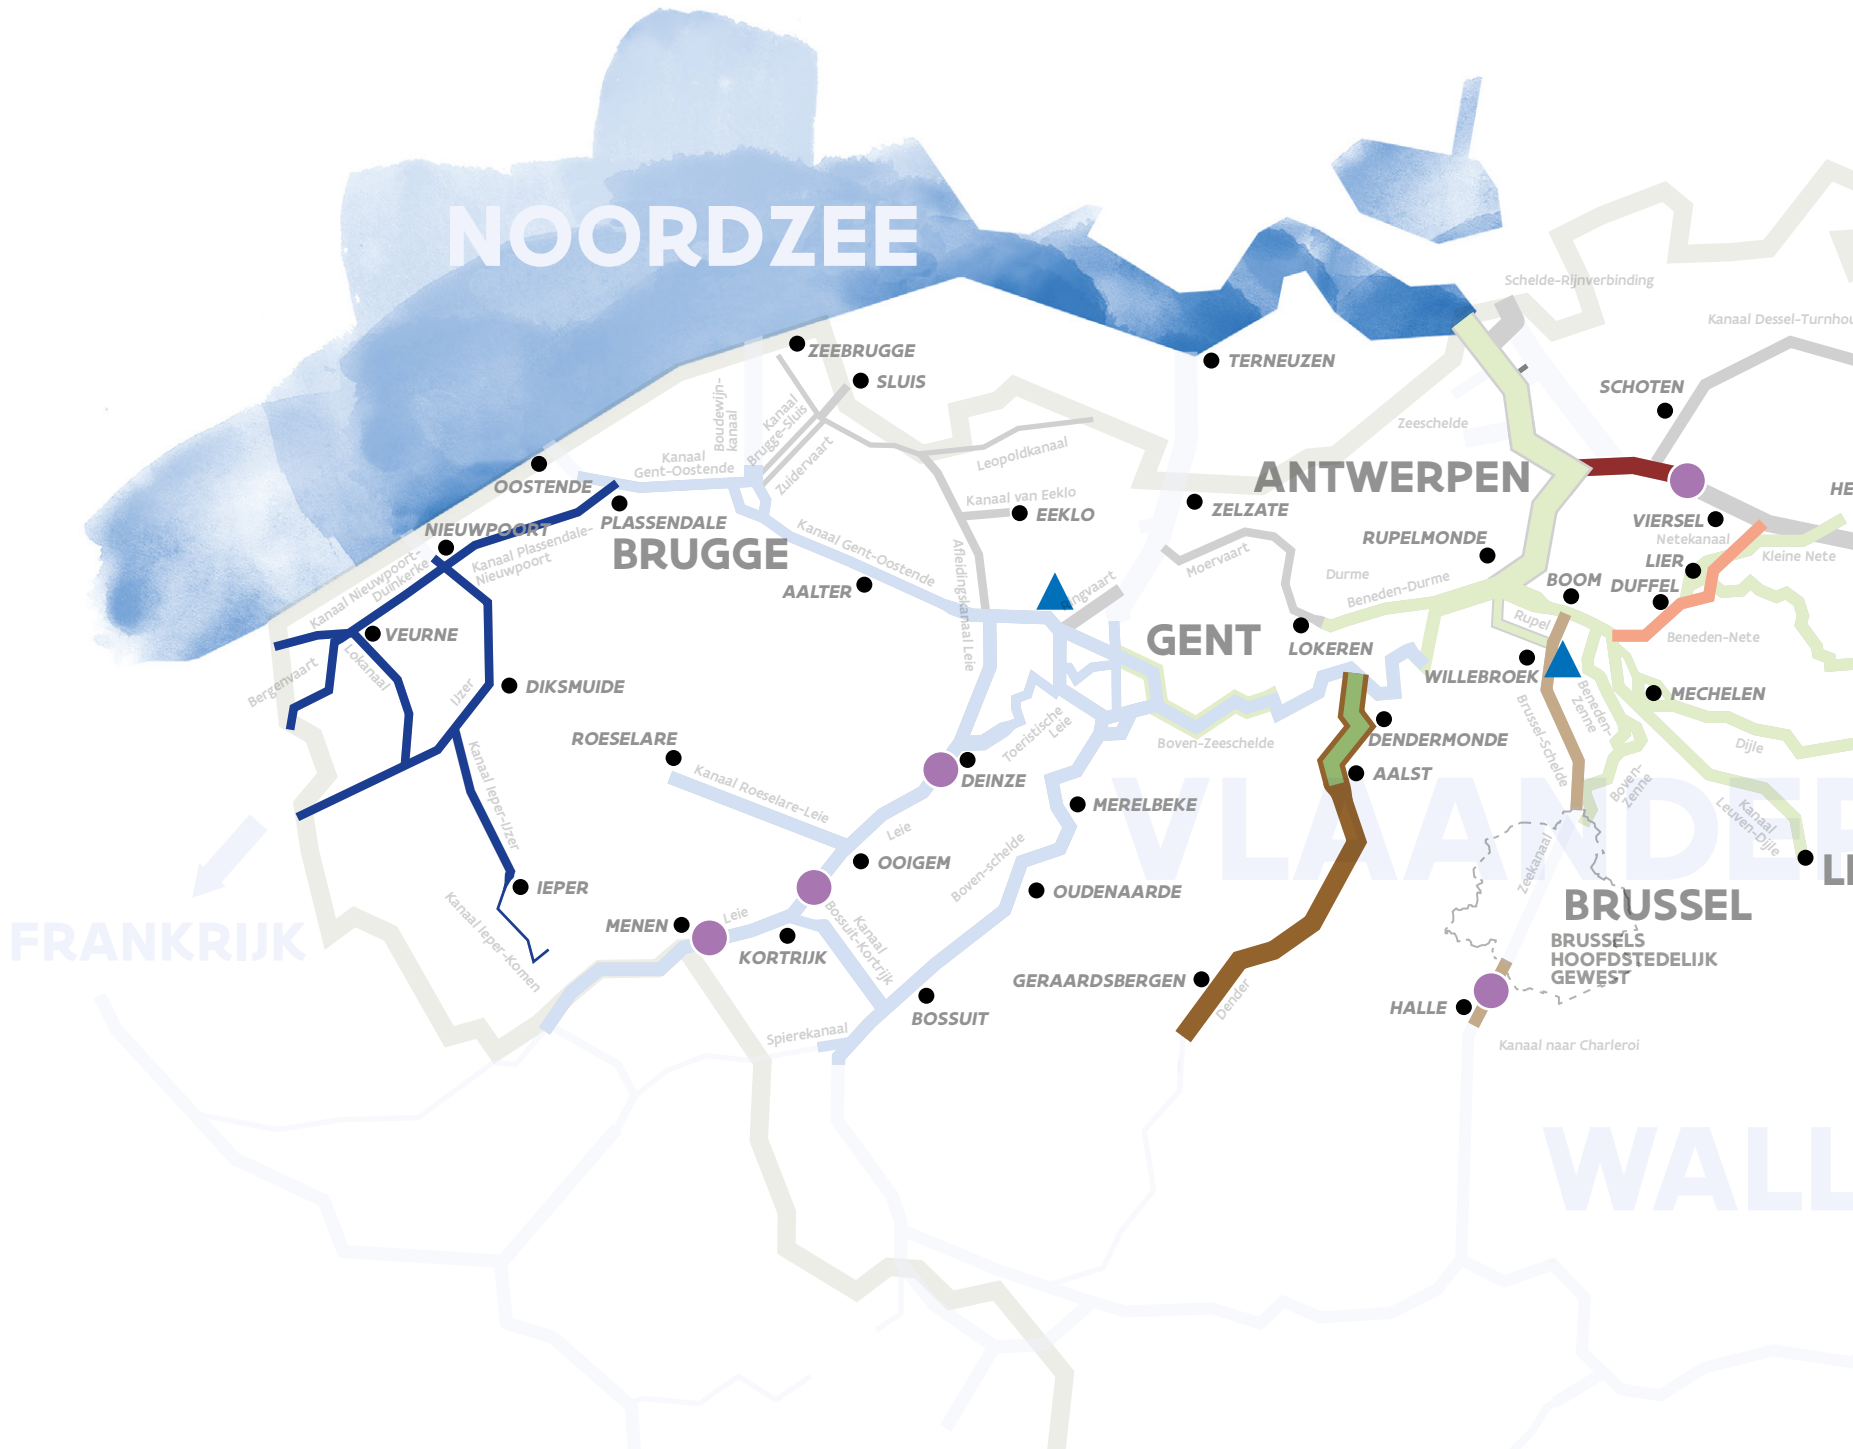 NOORDZEE
Schelde-Rijnverbinding
Kanaal Dessel-Turnhou
ZEEBRUGGE
SLUIS
TERNEUZEN
SCHOTEN
Boudewijn-
kanaal
Kanaal
Brugge-Sluis
Zuidervaart
Zeeschelde
Leopoldkanaal
Kanaal
Gent-Oostende
OOSTENDE
ANTWERPEN
HE
Kanaal van Eeklo
EEKLO
ZELZATE
VIERSEL
Netekanaal
PLASSENDALE
NIEUWPOORT
BRUGGE
Kanaal Plassendale-
Nieuwpoort
Kanaal Nieuwpoort-
Duinkerke
Kanaal Gent-Oostende
Afleidingskanaal Leie
Moervaart
RUPELMONDE
LIER
Kleine Nete
AALTER
Ringvaart
Durme
Beneden-Durme
BOOM
DUFFEL
VEURNE
GENT
LOKEREN
Rupel
Beneden-Nete
Bergenvaart
Lokanaal
IJzer
DIKSMUIDE
WILLEBROEK
MECHELEN
Toeristische
Leie
Boven-Zeeschelde
DENDERMONDE
Brussel-Schelde
Beneden-
Zenne
Dijle
ROESELARE
Kanaal Roeselare-Leie
DEINZE
AALST
Boven-
Zenne
Kanaal Ieper-IJzer
MERELBEKE
VLAANDER
Kanaal
Leuven-Dijle
Leie
OOIGEM
Boven-schelde
Zeekanaal
LE
IEPER
OUDENAARDE
BRUSSEL
Kanaal Ieper-Komen
MENEN
Leie
KORTRIJK
Kanaal
Bossuit-Kortrijk
BRUSSELS
HOOFDSTEDELIJK
GEWEST
FRANKRIJK
GERAARDSBERGEN
Dender
HALLE
BOSSUIT
Spierekanaal
Kanaal naar Charleroi
WALL